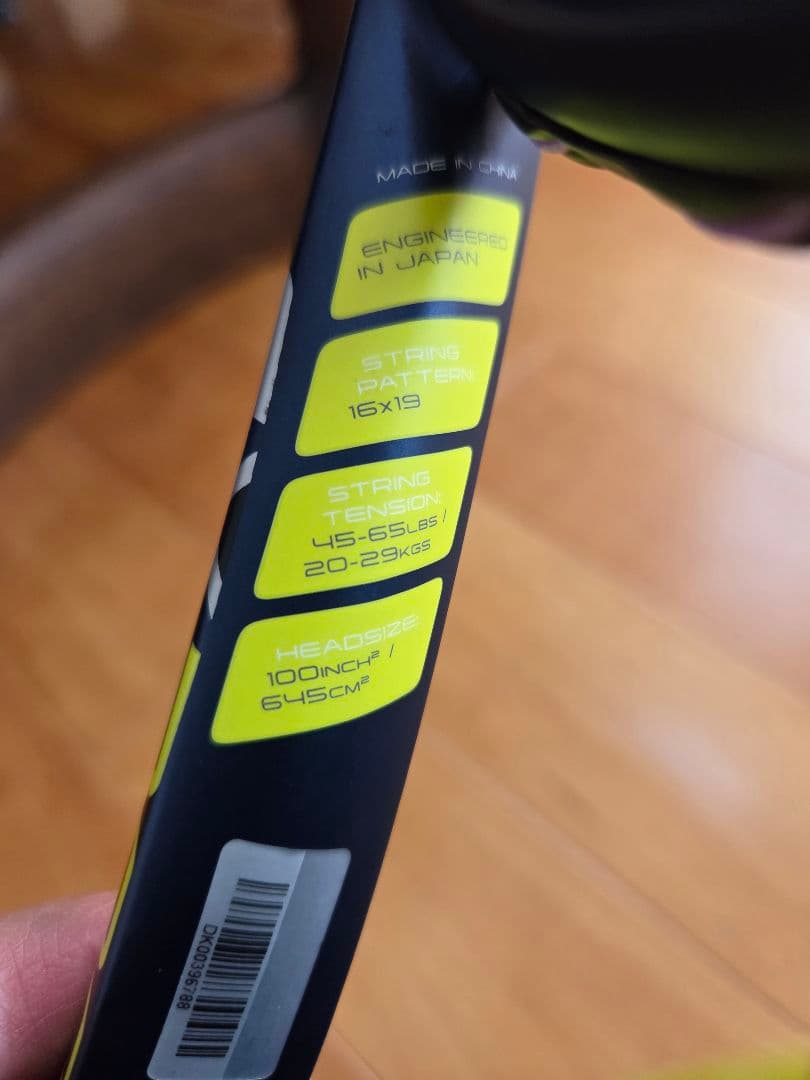 MADE IN CHINA
ENGINEERED
IN JAPAN
STRING
PATTERN:
16x19
STRING
TENSION:
45-65LBS /
20-29KGS
HEADSIZE:
100INCH² /
645CM²
DK00396788